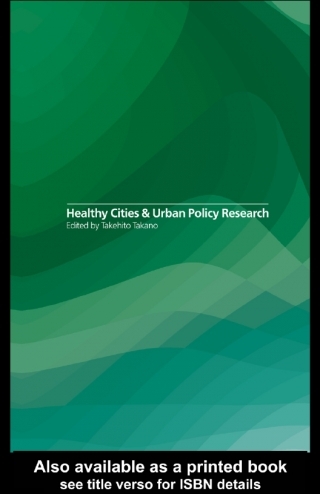 Healthy Cities & Urban Policy Research
Edited by Takehito Takano
Also available as a printed book
see title verso for ISBN details